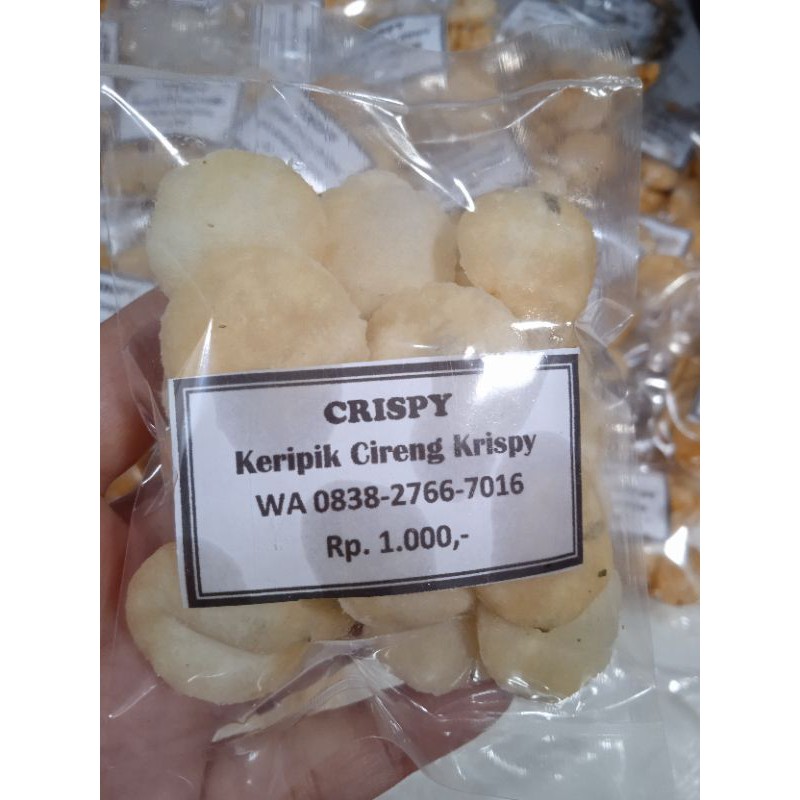 CRISPY
Keripik Cireng Krispy
WA 0838-2766-7016
Rp. 1.000,-